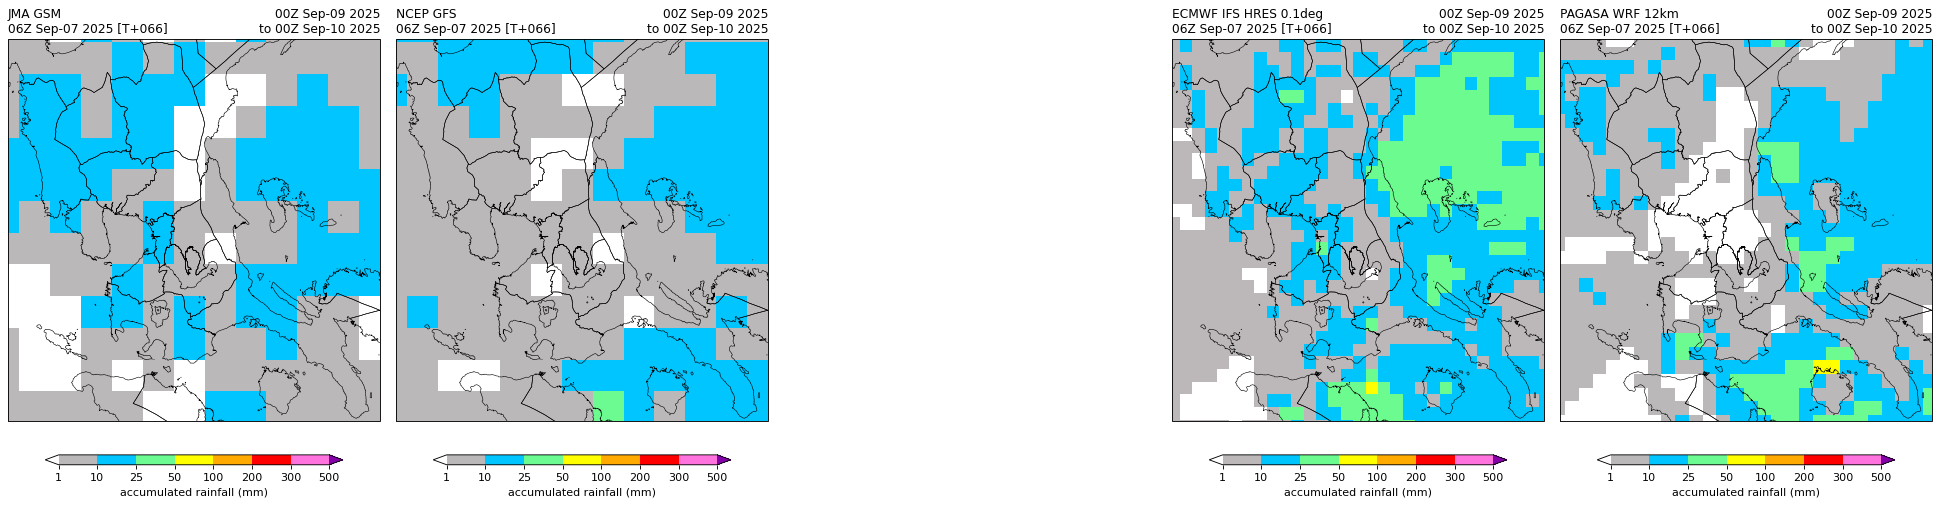 JMA GSM 00Z Sep-09 2025
06Z Sep-07 2025 [T+066] to 00Z Sep-10 2025
1 10 25 50 100 200 300 500
accumulated rainfall (mm)
NCEP GFS 00Z Sep-09 2025
06Z Sep-07 2025 [T+066] to 00Z Sep-10 2025
1 10 25 50 100 200 300 500
accumulated rainfall (mm)
ECMWF IFS HRES 0.1deg 00Z Sep-09 2025
06Z Sep-07 2025 [T+066] to 00Z Sep-10 2025
1 10 25 50 100 200 300 500
accumulated rainfall (mm)
PAGASA WRF 12km 00Z Sep-09 2025
06Z Sep-07 2025 [T+066] to 00Z Sep-10 2025
1 10 25 50 100 200 300 500
accumulated rainfall (mm)